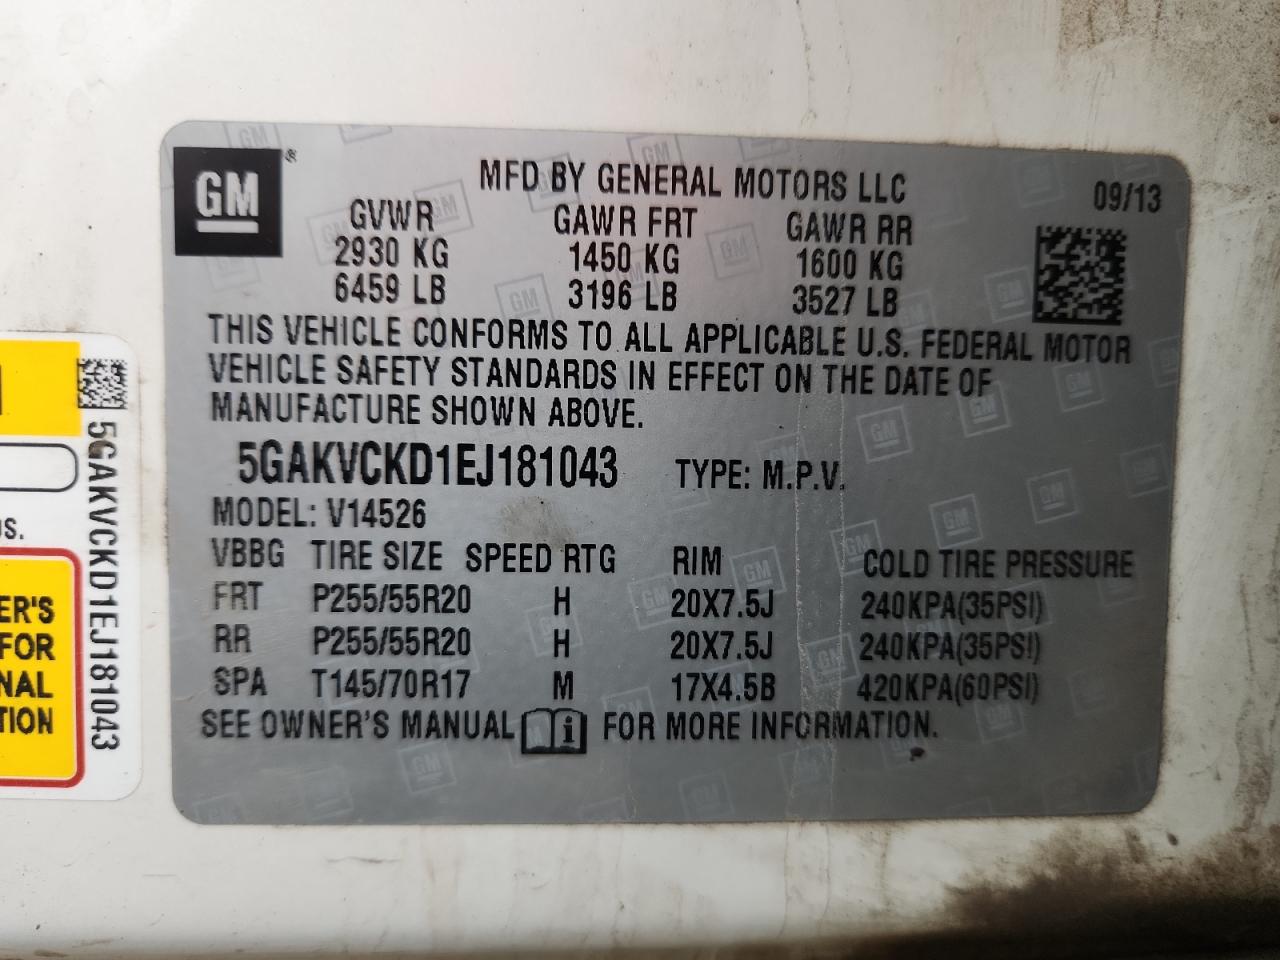 GM®
MFD BY GENERAL MOTORS LLC
09/13
GVWR GAWR FRT GAWR RR
2930 KG 1450 KG 1600 KG
6459 LB 3196 LB 3527 LB
THIS VEHICLE CONFORMS TO ALL APPLICABLE U.S. FEDERAL MOTOR
VEHICLE SAFETY STANDARDS IN EFFECT ON THE DATE OF
MANUFACTURE SHOWN ABOVE.
5GAKVCKD1EJ181043 TYPE: M.P.V.
MODEL: V14526
VBBG TIRE SIZE SPEED RTG RIM COLD TIRE PRESSURE
FRT P255/55R20 H 20X7.5J 240KPA(35PSI)
RR P255/55R20 H 20X7.5J 240KPA(35PSI)
SPA T145/70R17 M 17X4.5B 420KPA(60PSI)
SEE OWNER'S MANUAL FOR MORE INFORMATION.
5GAKVCKD1EJ181043
ER'S
FOR
NAL
TION